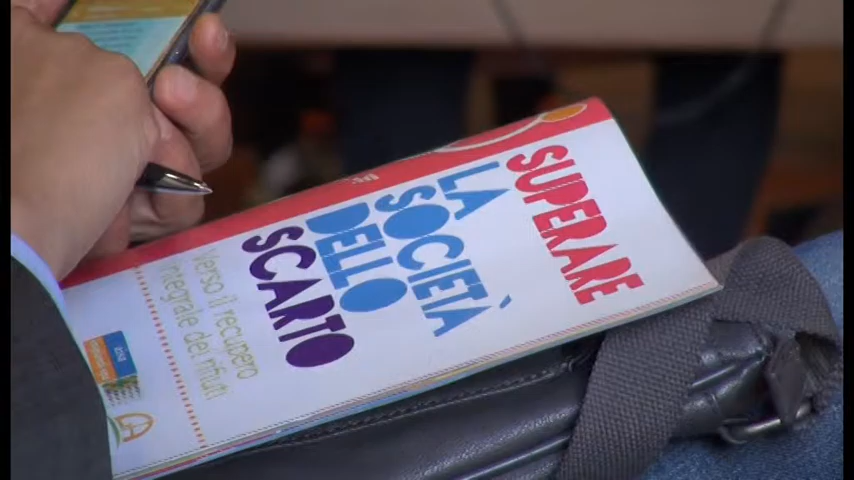 SUPERARE
LA
SOCIETÀ
DELLO
SCARTO
Verso il recupero
integrale dei rifiuti